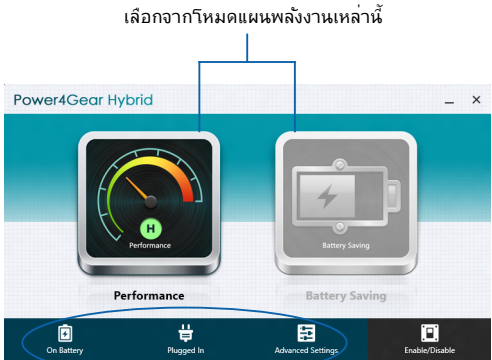 เลือกจากโหมดแผนพลังงานเหล่านี้
Power4Gear Hybrid
H
Performance
Battery Saving
Performance
Battery Saving
On Battery
Plugged In
Advanced Settings
Enable/Disable